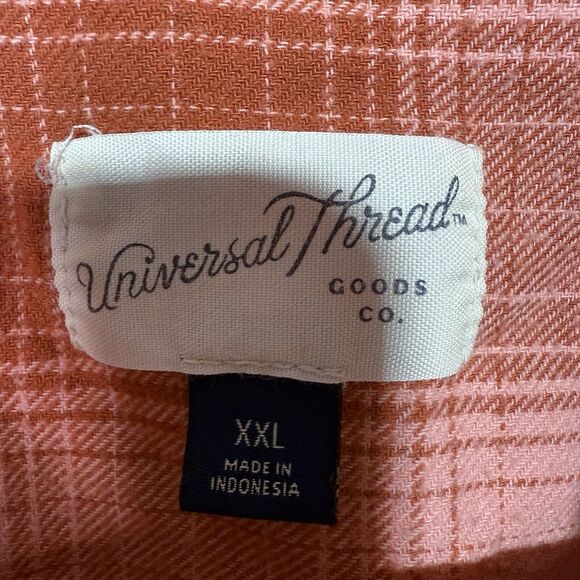 Universal Thread™
GOODS
CO.
XXL
MADE IN
INDONESIA